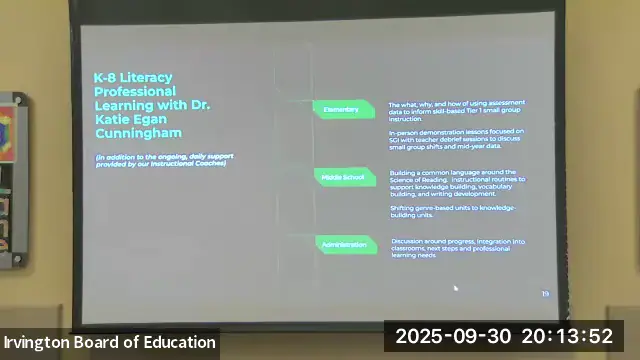 K-8 Literacy
Professional
Learning with Dr.
Katie Egan
Cunningham
(in addition to the ongoing, daily support
provided by our Instructional Coaches)
Elementary
The what, why, and how of using assessment
data to inform skill-based Tier 1 small group
instruction.
In-person demonstration lessons focused on
SGI with teacher debrief sessions to discuss
small group shifts and mid-year data.
Middle School
Building a common language around the
Science of Reading. Instructional routines to
support knowledge building, vocabulary
building, and writing development.
Shifting genre-based units to knowledge-
building units.
Administration
Discussion around progress, integration into
classrooms, next steps and professional
learning needs.
19
Irvington Board of Education
2025-09-30 20:13:52